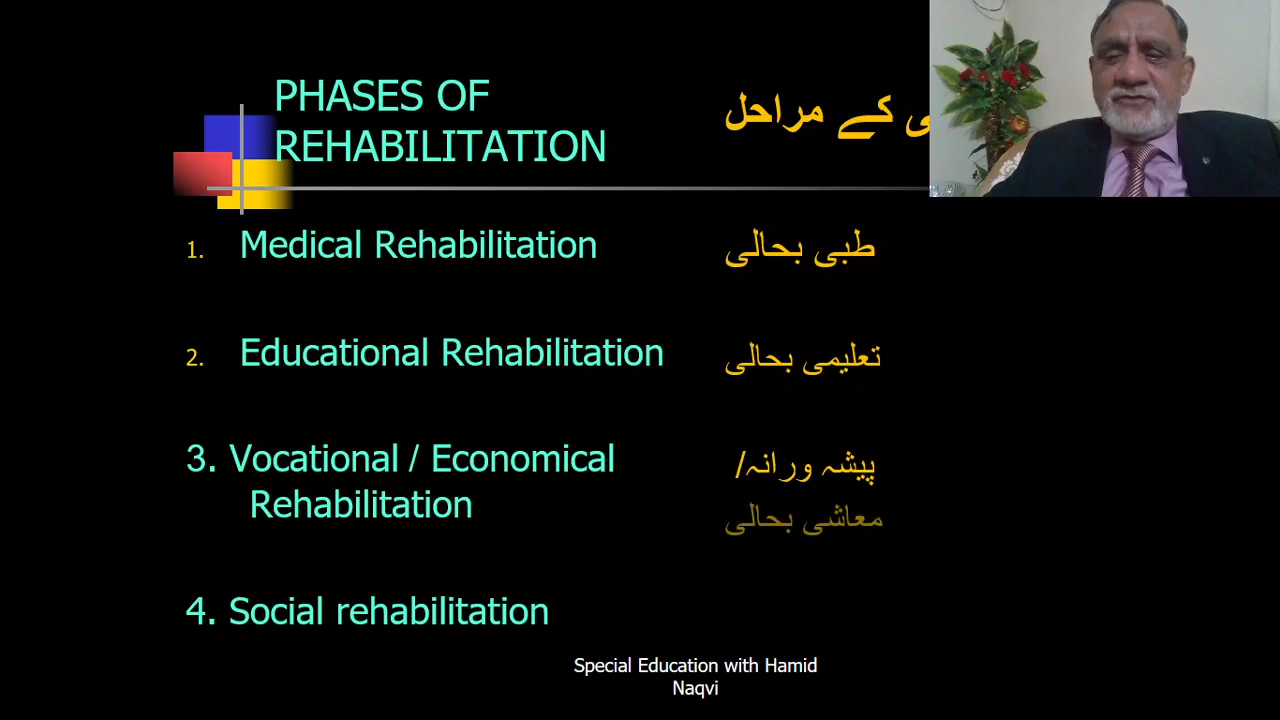 PHASES OF
REHABILITATION
کے مراحل
1. Medical Rehabilitation
طبی بحالی
2. Educational Rehabilitation
تعلیمی بحالی
3. Vocational / Economical
Rehabilitation
پیشہ ورانہ/
معاشی بحالی
4. Social rehabilitation
Special Education with Hamid
Naqvi